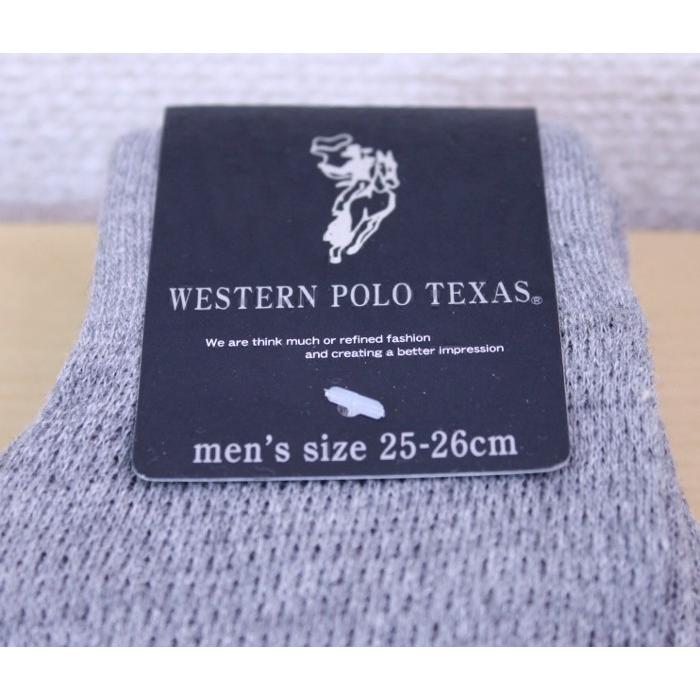 WESTERN POLO TEXAS®
We are think much or refined fashion
and creating a better impression
men's size 25-26cm